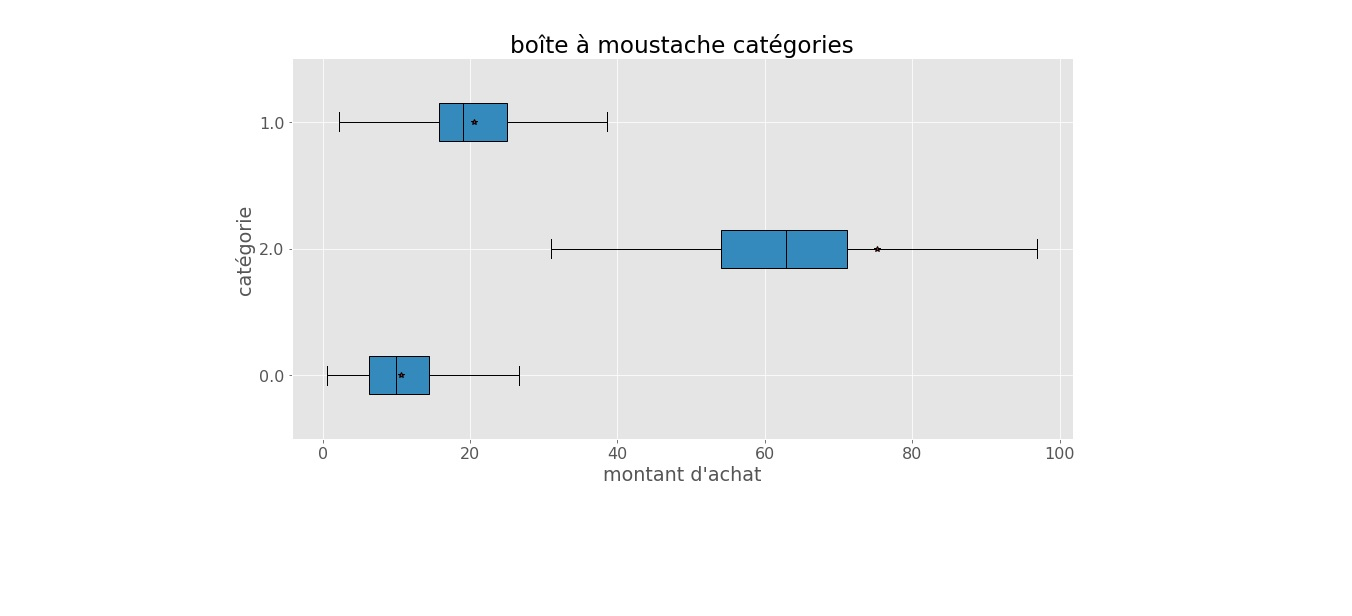 boîte à moustache catégories
1.0
2.0
0.0
catégorie
0 20 40 60 80 100
montant d'achat